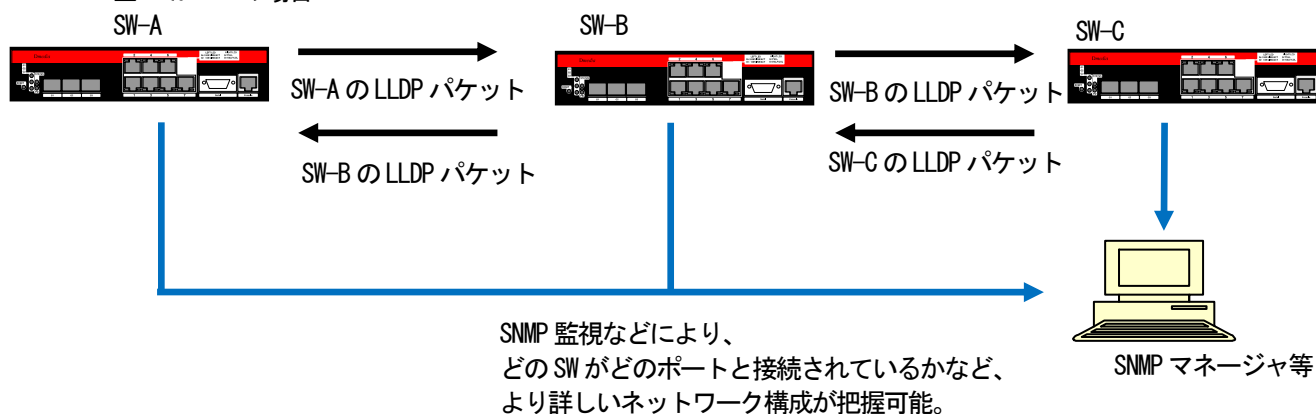 SW-A
SW-B
SW-C
SW-A の LLDP パケット
SW-B の LLDP パケット
SW-B の LLDP パケット
SW-C の LLDP パケット
SNMP 監視などにより、
どの SW がどのポートと接続されているかなど、
より詳しいネットワーク構成が把握可能。
SNMP マネージャ等